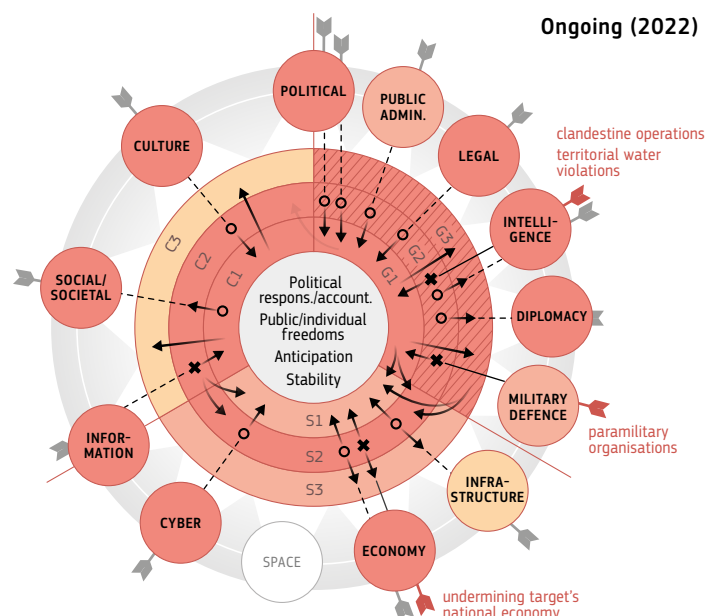 Ongoing (2022)
POLITICAL
PUBLIC
ADMIN.
CULTURE
LEGAL
clandestine operations
territorial water
violations
INTELLI-
GENCE
SOCIAL/
SOCIETAL
DIPLOMACY
C3
C2
C1
G1
G2
G3
Political
respons./account.
Public/individual
freedoms
Anticipation
Stability
MILITARY
DEFENCE
paramilitary
organisations
S1
S2
S3
INFOR-
MATION
INFRA-
STRUCTURE
CYBER
SPACE
ECONOMY
undermining target's
national economy